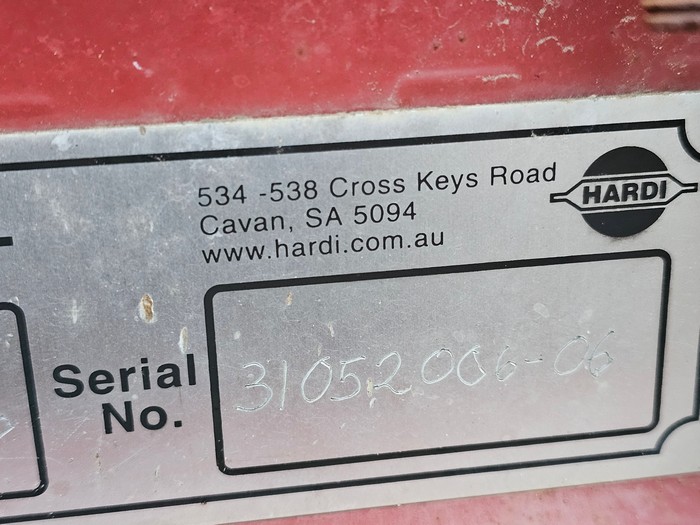 534 -538 Cross Keys Road
Cavan, SA 5094
www.hardi.com.au
HARDI
Serial
No.
31052006-06